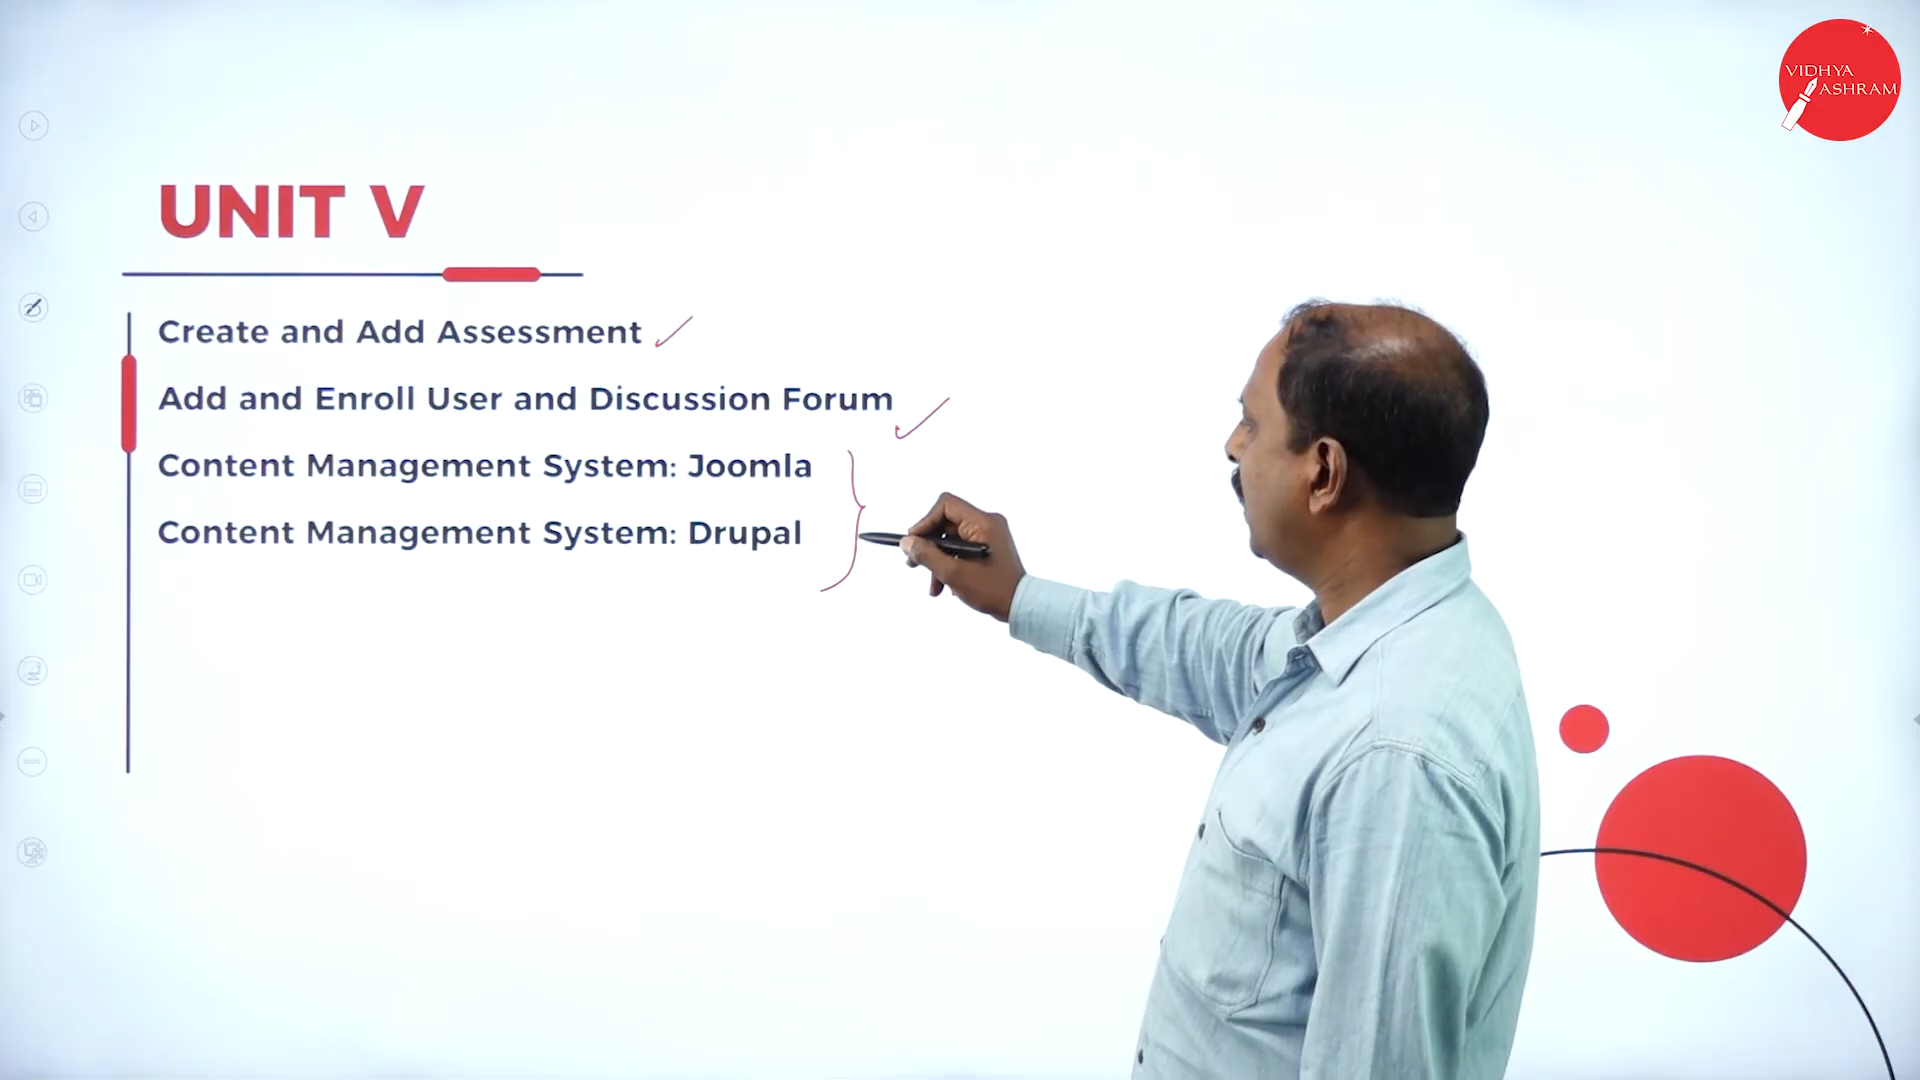 VIDHYA
ASHRAM
UNIT V
Create and Add Assessment
Add and Enroll User and Discussion Forum
Content Management System: Joomla
Content Management System: Drupal